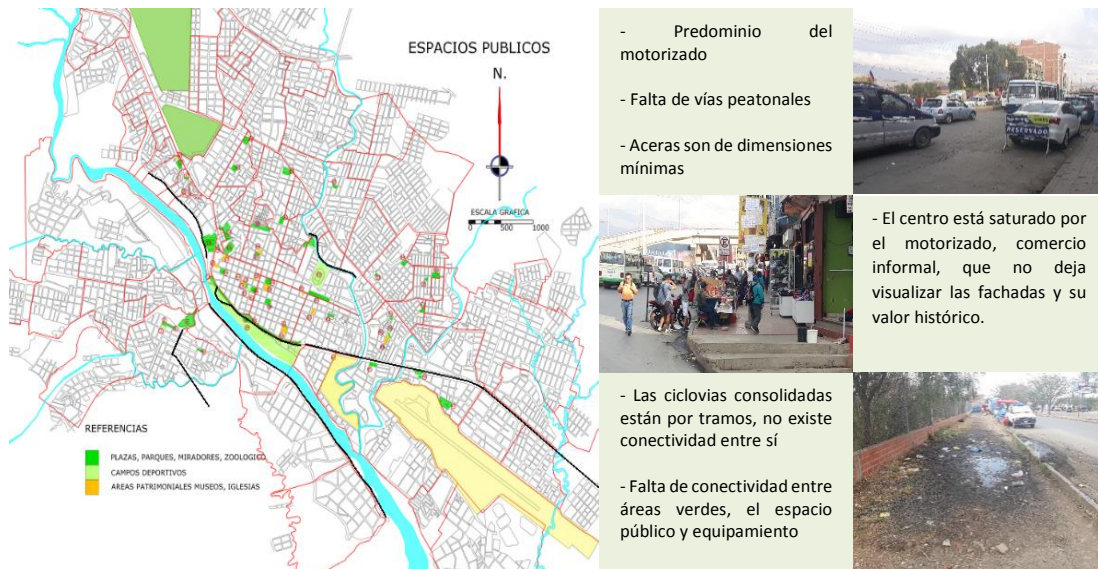 ESPACIOS PUBLICOS
N.
ESCALA GRAFICA
0 500 1000
REFERENCIAS
PLAZAS, PARQUES, MIRADORES, ZOOLOGICO
CAMPOS DEPORTIVOS
AREAS PATRIMONIALES MUSEOS, IGLESIAS
- Predominio del
motorizado
- Falta de vías peatonales
- Aceras son de dimensiones
mínimas
RESERVADO
- El centro está saturado por
el motorizado, comercio
informal, que no deja
visualizar las fachadas y su
valor histórico.
- Las ciclovias consolidadas
están por tramos, no existe
conectividad entre sí
- Falta de conectividad entre
áreas verdes, el espacio
público y equipamiento